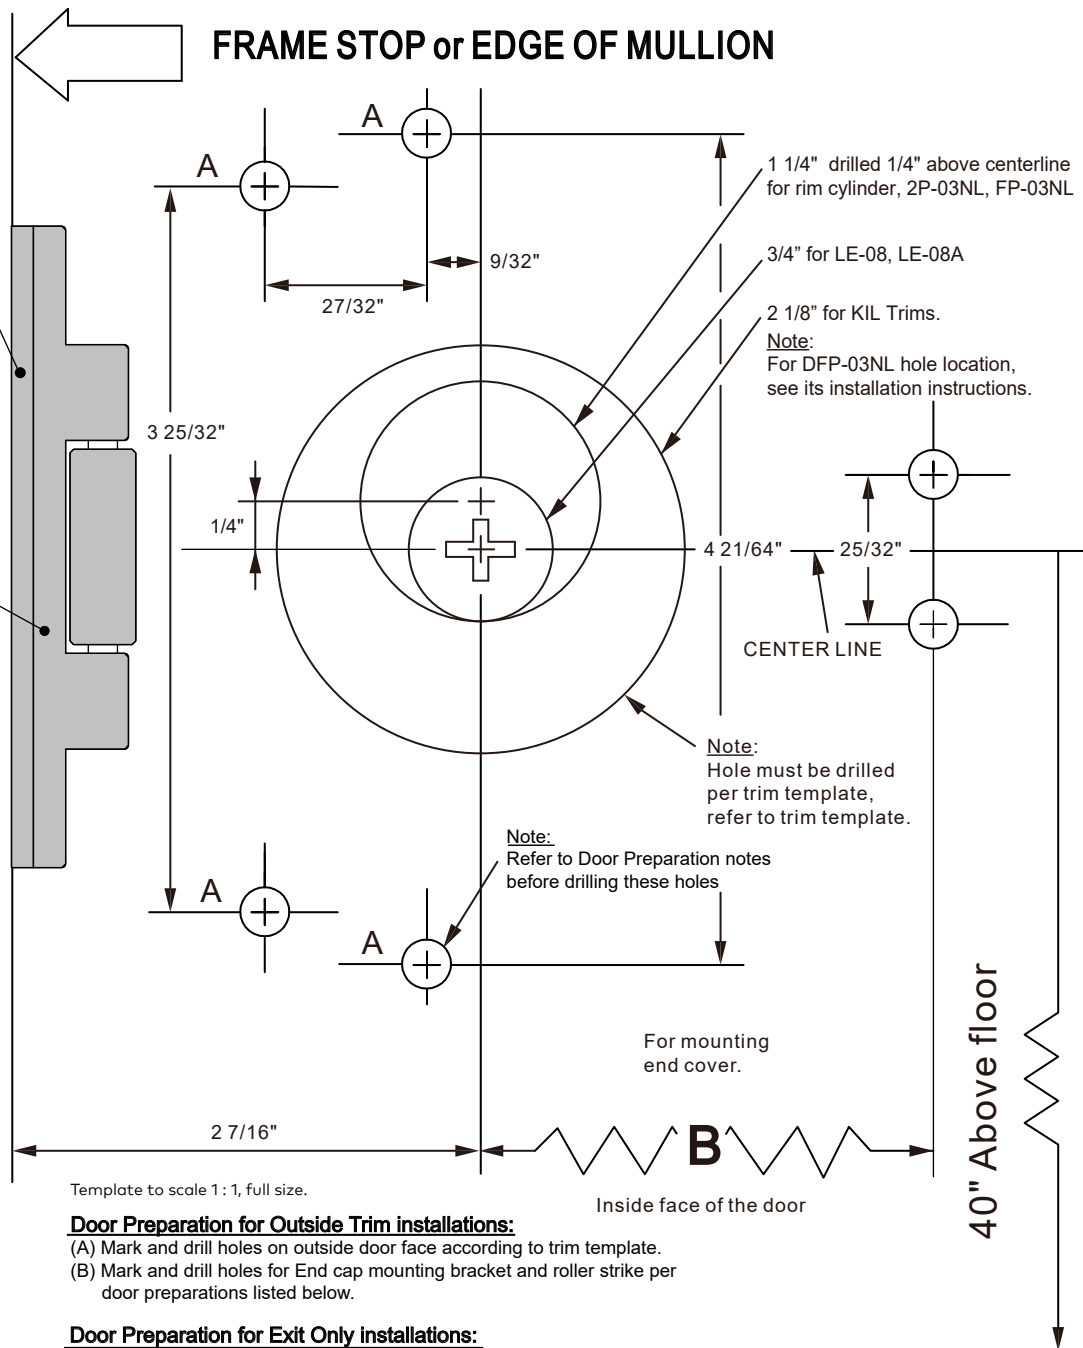 FRAME STOP or EDGE OF MULLION
A
A
1 1/4" drilled 1/4" above centerline
for rim cylinder, 2P-03NL, FP-03NL
9/32"
3/4” for LE-08, LE-08A
27/32"
2 1/8” for KIL Trims.
Note:
For DFP-03NL hole location,
see its installation instructions.
3 25/32"
1/4"
4 21/64"
25/32"
CENTER LINE
Note:
Hole must be drilled
per trim template,
refer to trim template.
Note:
Refer to Door Preparation notes
before drilling these holes
A
A
40" Above floor
For mounting
end cover.
2 7/16"
B
Inside face of the door
Template to scale 1 : 1, full size.
Door Preparation for Outside Trim installations:
(A) Mark and drill holes on outside door face according to trim template.
(B) Mark and drill holes for End cap mounting bracket and roller strike per
door preparations listed below.
Door Preparation for Exit Only installations: